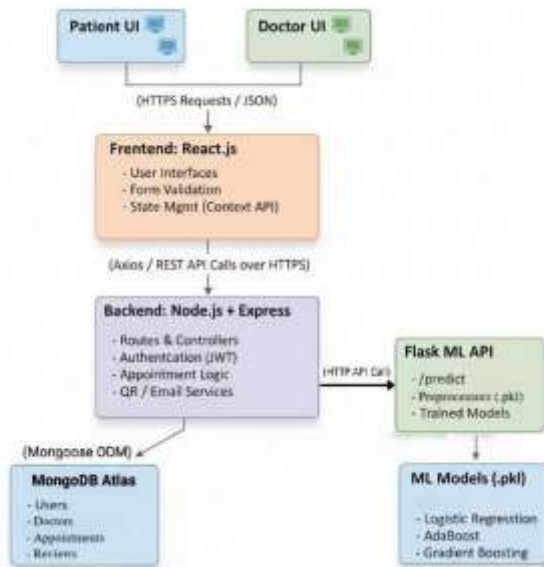 Patient UI
Doctor UI
(HTTPS Requests / JSON)
Frentend: React.js
- User Interfaces
- Form Validation
- State Mgmt (Context API)
(Axios / REST API Calls over HTTPS)
Backend: Node.js + Express
- Routes & Controllers
- Authentcation (JWT)
- Appointment Logic
- QR / Email Services
(HTTP API Call)
Flask ML API
- /predict
- Preprocessors (.pkl)
- Trained Models
(Mongoose ODM)
MongoDB Atlas
- Users
- Doctors
- Appointments
- Reviews
ML Models (.pkl)
- Logistic Regresstion
- AdaBoost
- Gradient Boosting